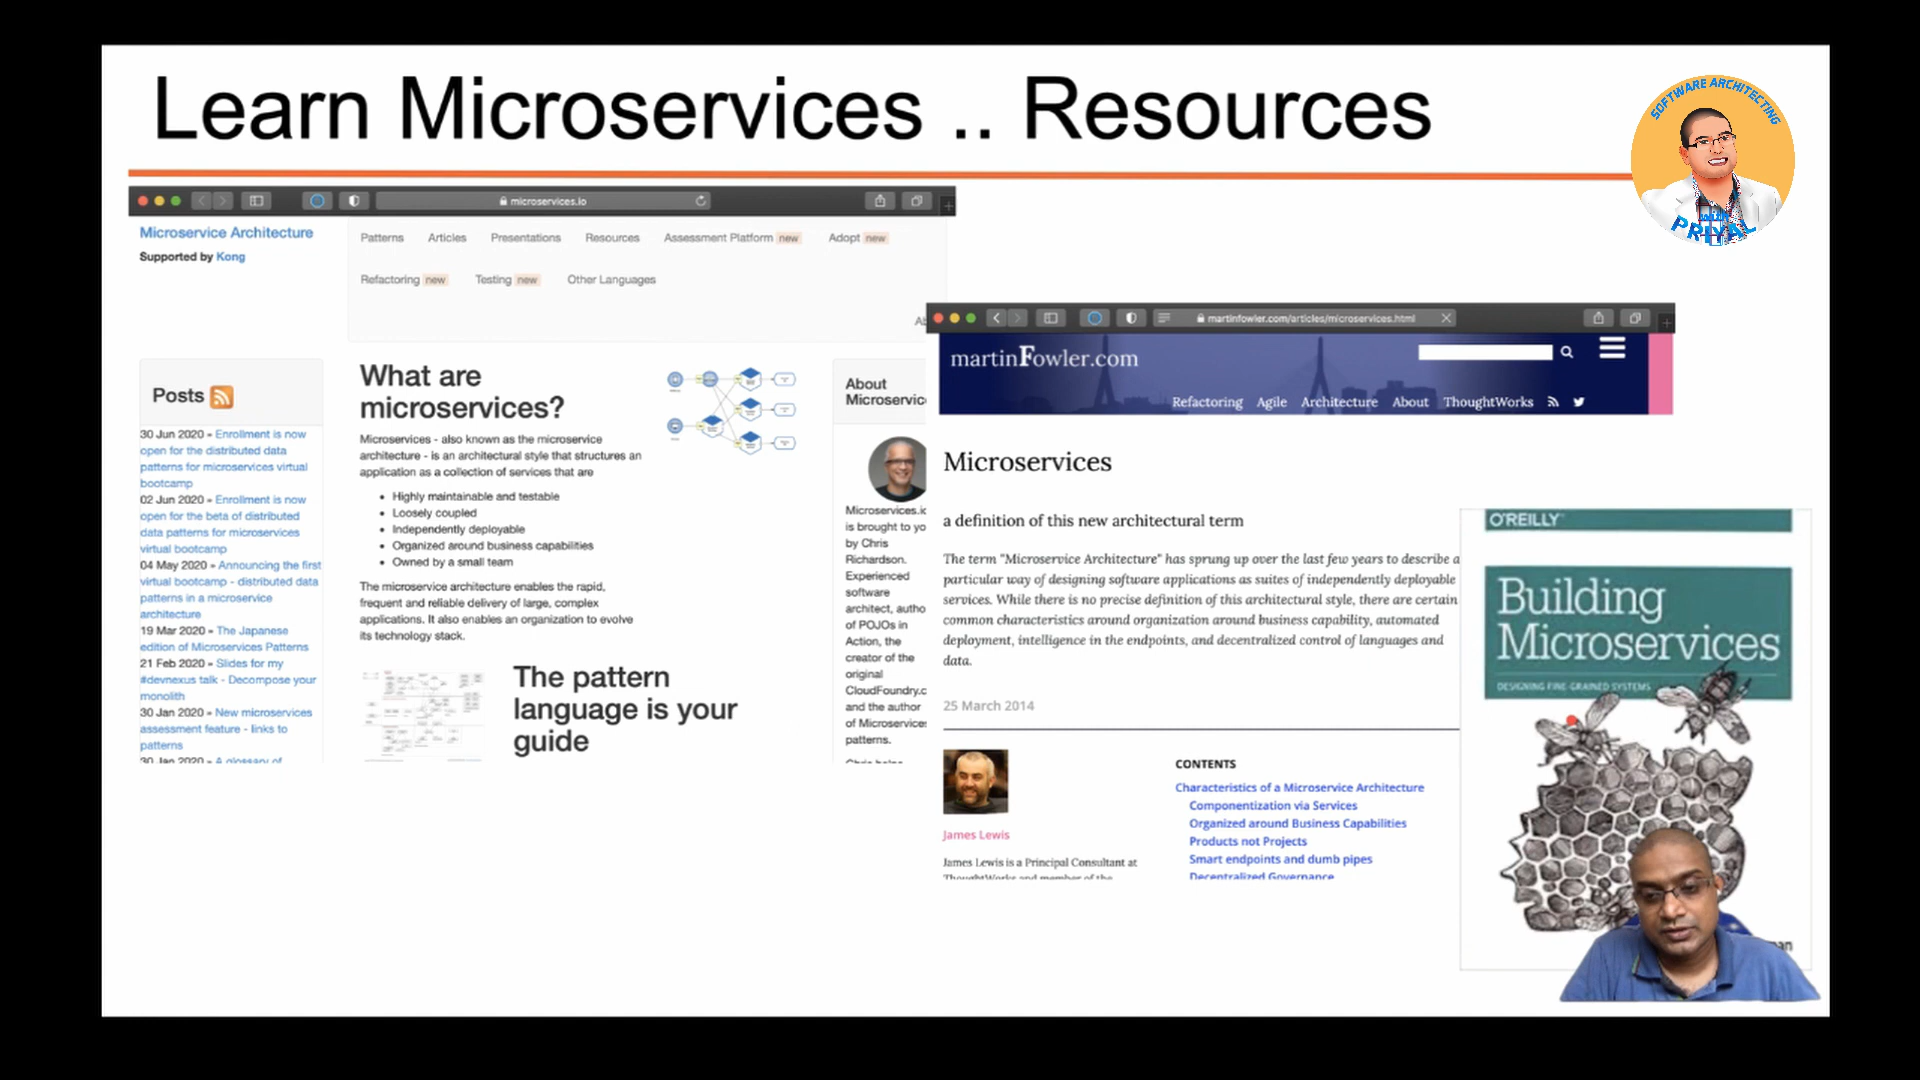 Learn Microservices .. Resources
SOFTWARE ARCHITECTING
PRIYAL
microservices.io
Microservice Architecture
Supported by Kong
Patterns Articles Presentations Resources Assessment Platform new Adopt new
Refactoring new Testing new Other Languages
Posts
30 Jun 2020 » Enrollment is now
open for the distributed data
patterns for microservices virtual
bootcamp
02 Jun 2020 » Enrollment is now
open for the beta of distributed
data patterns for microservices
virtual bootcamp
04 May 2020 » Announcing the first
virtual bootcamp - distributed data
patterns in a microservice
architecture
19 Mar 2020 » The Japanese
edition of Microservices Patterns
21 Feb 2020 » Slides for my
#devnexus talk - Decompose your
monolith
30 Jan 2020 » New microservices
assessment feature - links to
patterns
30 Jan 2020 » A glossary of
What are
microservices?
Microservices - also known as the microservice
architecture - is an architectural style that structures an
application as a collection of services that are
• Highly maintainable and testable
• Loosely coupled
• Independently deployable
• Organized around business capabilities
• Owned by a small team
The microservice architecture enables the rapid,
frequent and reliable delivery of large, complex
applications. It also enables an organization to evolve
its technology stack.
The pattern
language is your
guide
About
Microservic
Microservices.i
is brought to yo
by Chris
Richardson.
Experienced
software
architect, autho
of POJOs in
Action, the
creator of the
original
CloudFoundry.c
and the author
of Microservices
patterns.
Chris helps
martinfowler.com/articles/microservices.html
martinFowler.com
Refactoring Agile Architecture About ThoughtWorks
Microservices
a definition of this new architectural term
The term "Microservice Architecture" has sprung up over the last few years to describe a
particular way of designing software applications as suites of independently deployable
services. While there is no precise definition of this architectural style, there are certain
common characteristics around organization around business capability, automated
deployment, intelligence in the endpoints, and decentralized control of languages and
data.
25 March 2014
James Lewis
James Lewis is a Principal Consultant at
ThoughtWorks and member of the
CONTENTS
Characteristics of a Microservice Architecture
Componentization via Services
Organized around Business Capabilities
Products not Projects
Smart endpoints and dumb pipes
Decentralized Governance
O'REILLY
Building
Microservices
DESIGNING FINE-GRAINED SYSTEMS